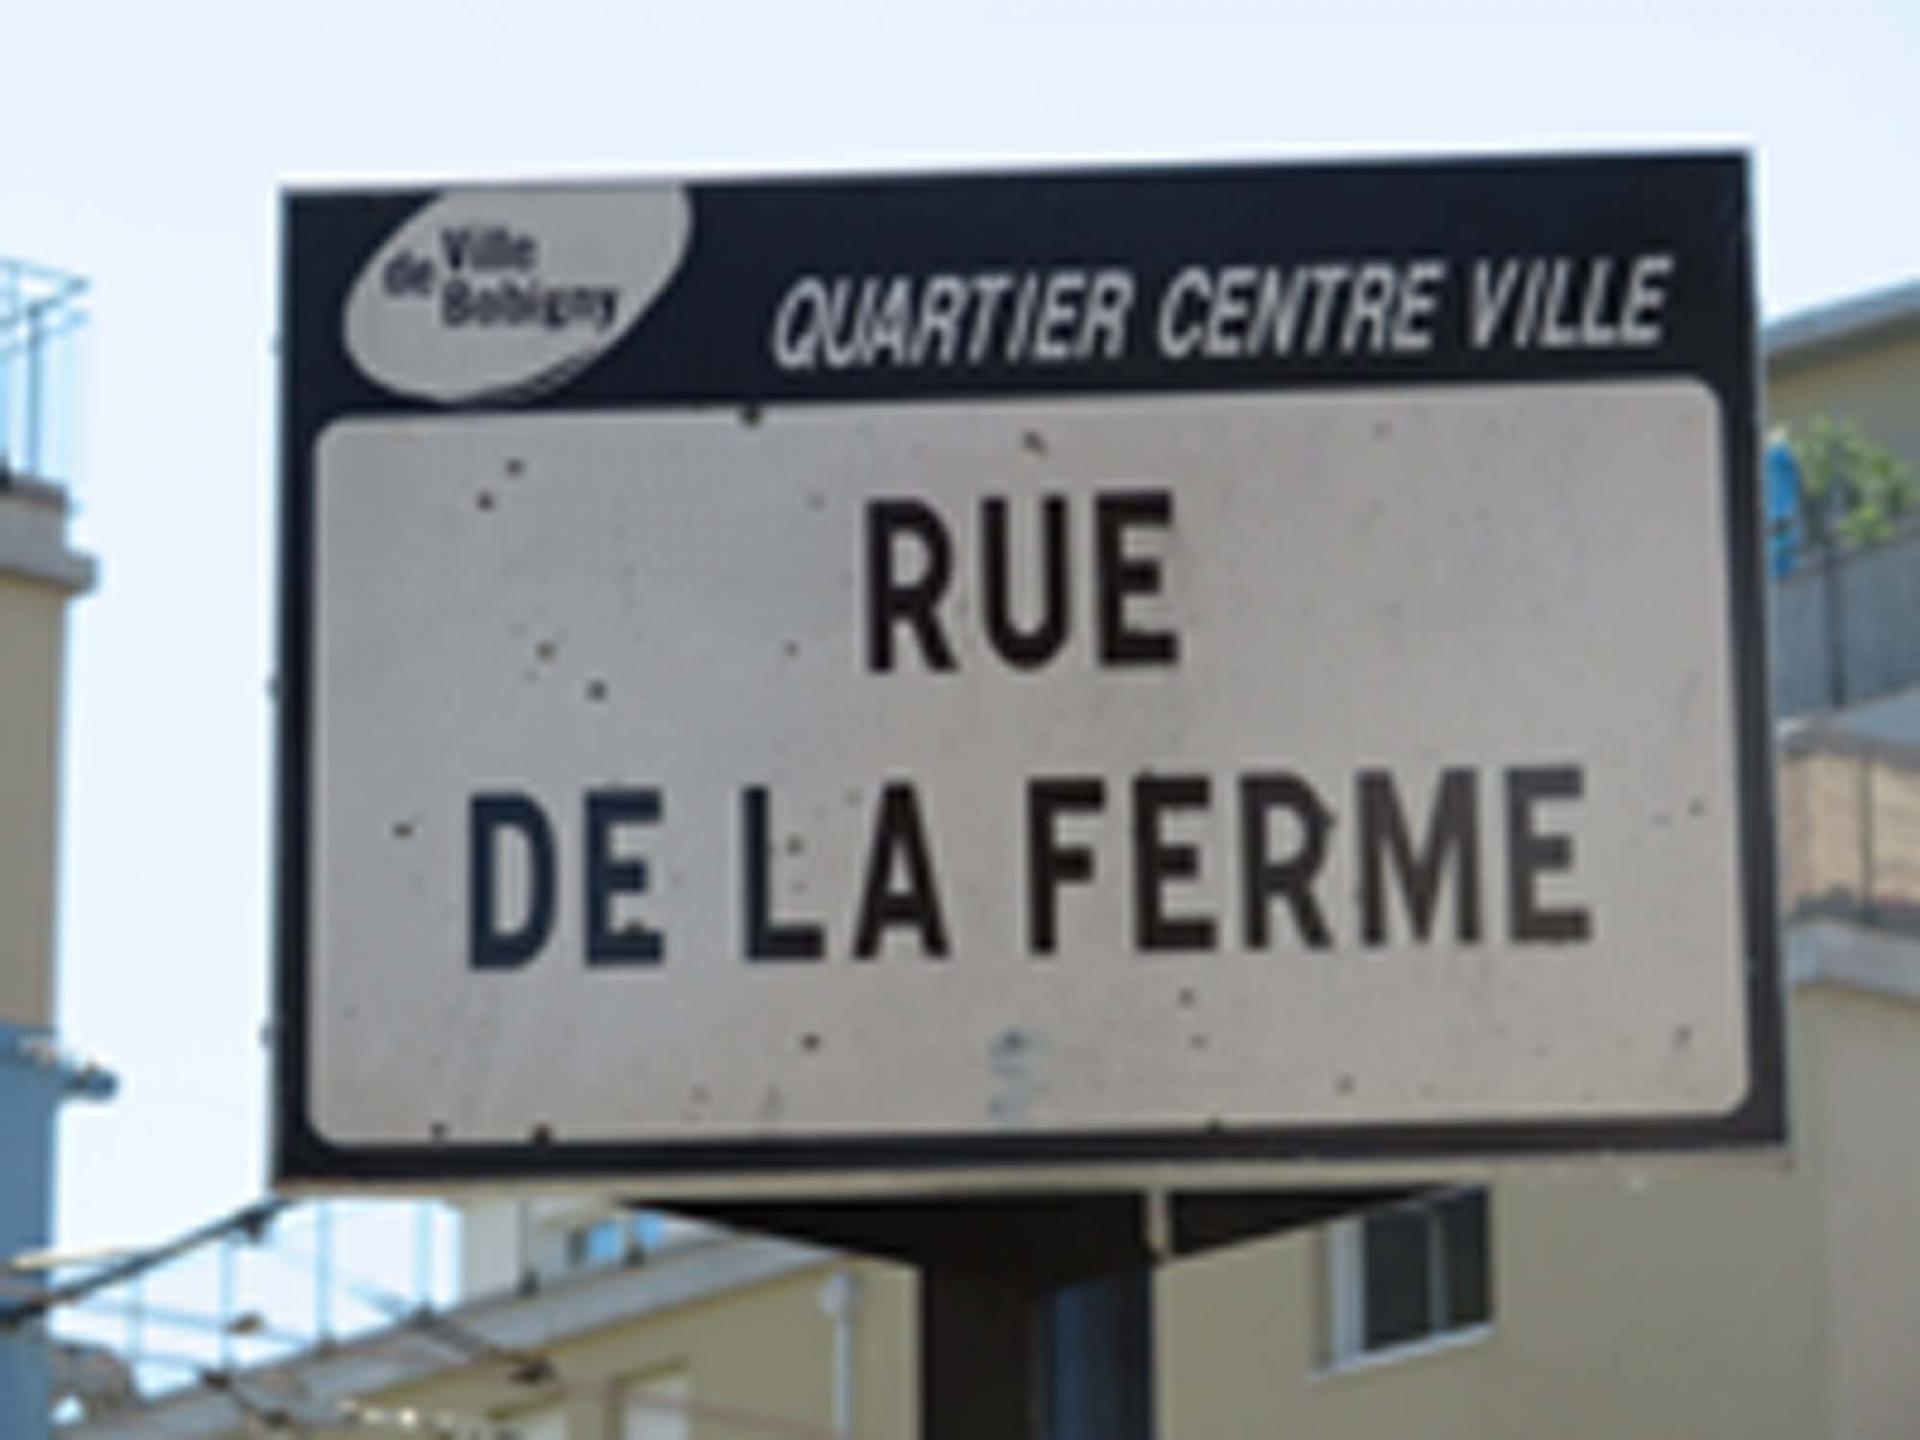 Ville
de Bobigny
QUARTIER CENTRE VILLE
RUE
DE LA FERME